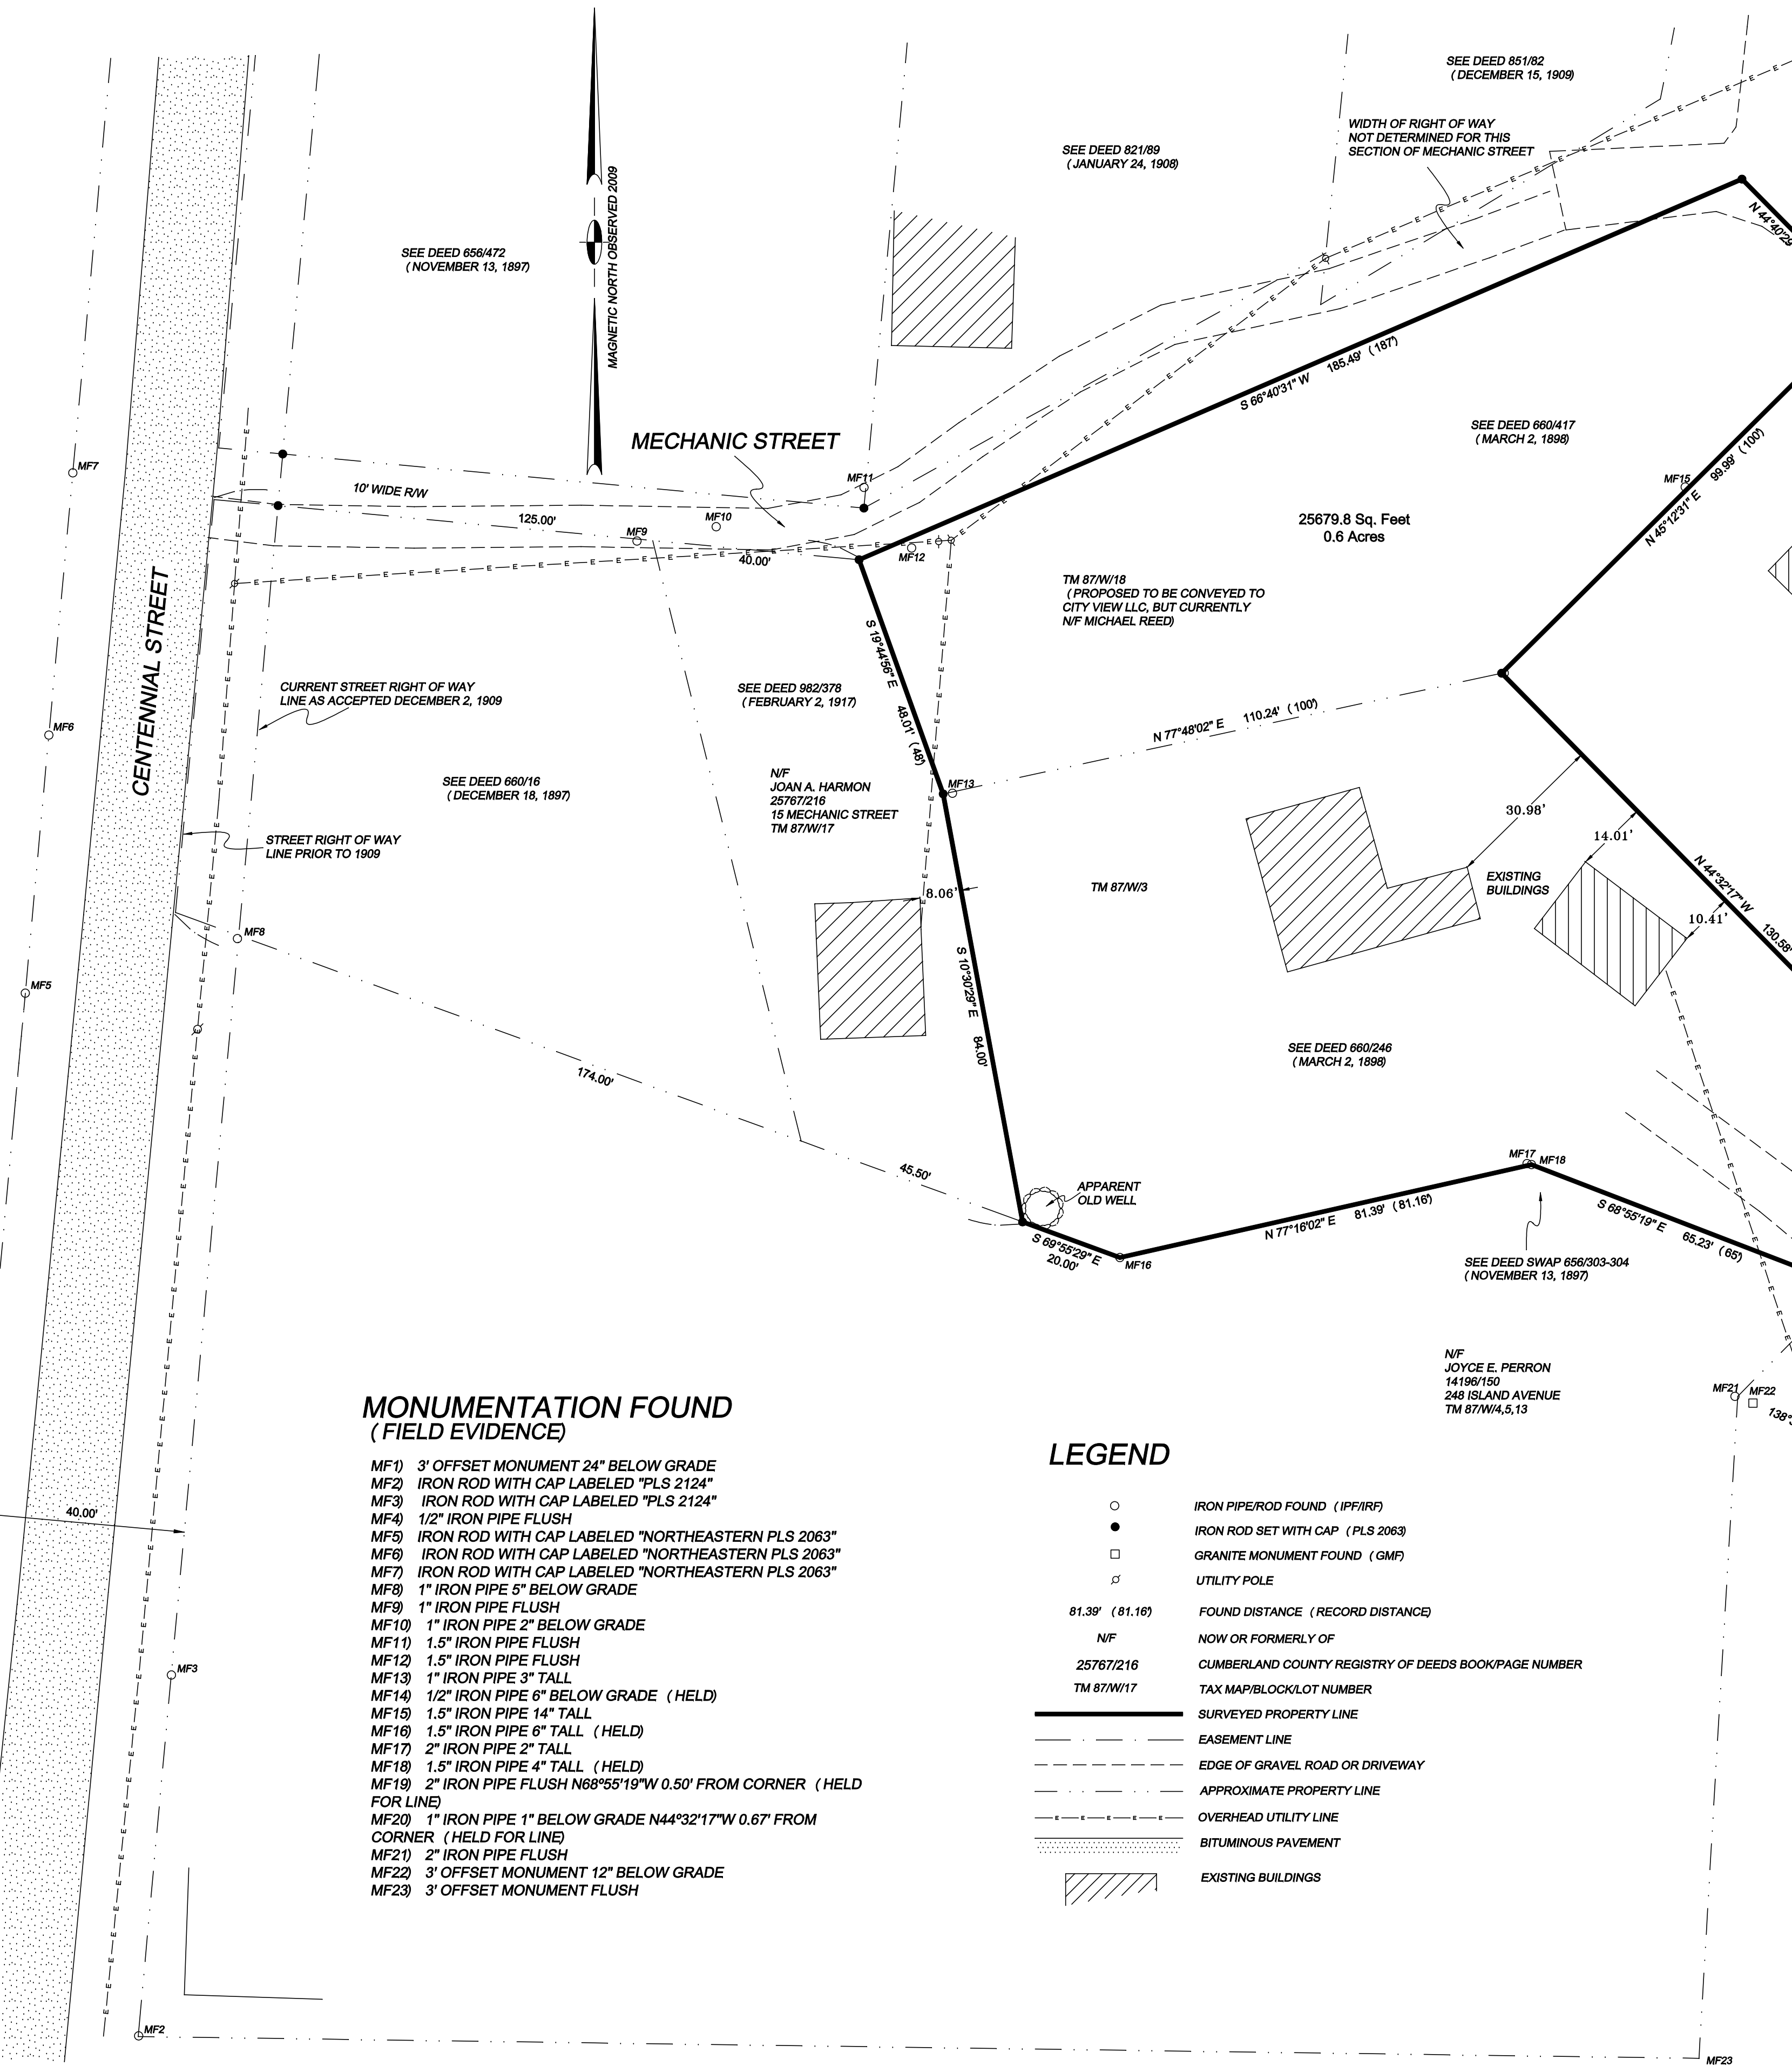 SEE DEED 851/82
(DECEMBER 15, 1909)
WIDTH OF RIGHT OF WAY
NOT DETERMINED FOR THIS
SECTION OF MECHANIC STREET
SEE DEED 821/89
(JANUARY 24, 1908)
MAGNETIC NORTH OBSERVED 2009
SEE DEED 656/472
(NOVEMBER 13, 1897)
N 44°40'29"
S 66°40'31" W 185.49' (187')
SEE DEED 660/417
(MARCH 2, 1898)
MECHANIC STREET
MF7
MF11
MF15
N 45°12'31" E 99.99' (100')
10' WIDE R/W
125.00'
MF10
MF9
MF12
40.00'
25679.8 Sq. Feet
0.6 Acres
TM 87/W/18
(PROPOSED TO BE CONVEYED TO
CITY VIEW LLC, BUT CURRENTLY
N/F MICHAEL REED)
CENTENNIAL STREET
S 19°44'56" E 48.01' (48')
CURRENT STREET RIGHT OF WAY
LINE AS ACCEPTED DECEMBER 2, 1909
SEE DEED 982/378
(FEBRUARY 2, 1917)
MF6
N 77°48'02" E 110.24' (100')
SEE DEED 660/16
(DECEMBER 18, 1897)
N/F
JOAN A. HARMON
25767/216
15 MECHANIC STREET
TM 87/W/17
MF13
30.98'
14.01'
STREET RIGHT OF WAY
LINE PRIOR TO 1909
8.06'
TM 87/W/3
EXISTING
BUILDINGS
N 44°32'17" W 130.58'
10.41'
MF8
S 10°30'29" E 84.00'
MF5
174.00'
SEE DEED 660/246
(MARCH 2, 1898)
45.50'
APPARENT
OLD WELL
MF17
MF18
S 69°55'29" E
20.00'
MF16
N 77°16'02" E 81.39' (81.16')
S 68°55'19" E 65.23' (65')
SEE DEED SWAP 656/303-304
(NOVEMBER 13, 1897)
N/F
JOYCE E. PERRON
14196/150
248 ISLAND AVENUE
TM 87/W/4,5,13
MF21
MF22
MONUMENTATION FOUND
(FIELD EVIDENCE)
MF1) 3' OFFSET MONUMENT 24" BELOW GRADE
MF2) IRON ROD WITH CAP LABELED "PLS 2124"
MF3) IRON ROD WITH CAP LABELED "PLS 2124"
MF4) 1/2" IRON PIPE FLUSH
MF5) IRON ROD WITH CAP LABELED "NORTHEASTERN PLS 2063"
MF6) IRON ROD WITH CAP LABELED "NORTHEASTERN PLS 2063"
MF7) IRON ROD WITH CAP LABELED "NORTHEASTERN PLS 2063"
MF8) 1" IRON PIPE 5" BELOW GRADE
MF9) 1" IRON PIPE FLUSH
MF10) 1" IRON PIPE 2" BELOW GRADE
MF11) 1.5" IRON PIPE FLUSH
MF12) 1.5" IRON PIPE FLUSH
MF13) 1" IRON PIPE 3" TALL
MF14) 1/2" IRON PIPE 6" BELOW GRADE (HELD)
MF15) 1.5" IRON PIPE 14" TALL
MF16) 1.5" IRON PIPE 6" TALL (HELD)
MF17) 2" IRON PIPE 2" TALL
MF18) 1.5" IRON PIPE 4" TALL (HELD)
MF19) 2" IRON PIPE FLUSH N68°55'19"W 0.50' FROM CORNER (HELD
FOR LINE)
MF20) 1" IRON PIPE 1" BELOW GRADE N44°32'17"W 0.67' FROM
CORNER (HELD FOR LINE)
MF21) 2" IRON PIPE FLUSH
MF22) 3' OFFSET MONUMENT 12" BELOW GRADE
MF23) 3' OFFSET MONUMENT FLUSH
40.00'
MF3
MF2
MF23
LEGEND
IRON PIPE/ROD FOUND (IPF/IRF)
IRON ROD SET WITH CAP (PLS 2063)
GRANITE MONUMENT FOUND (GMF)
UTILITY POLE
81.39' (81.16') FOUND DISTANCE (RECORD DISTANCE)
N/F NOW OR FORMERLY OF
25767/216 CUMBERLAND COUNTY REGISTRY OF DEEDS BOOK/PAGE NUMBER
TM 87/W/17 TAX MAP/BLOCK/LOT NUMBER
SURVEYED PROPERTY LINE
EASEMENT LINE
EDGE OF GRAVEL ROAD OR DRIVEWAY
APPROXIMATE PROPERTY LINE
E E E E E OVERHEAD UTILITY LINE
BITUMINOUS PAVEMENT
EXISTING BUILDINGS